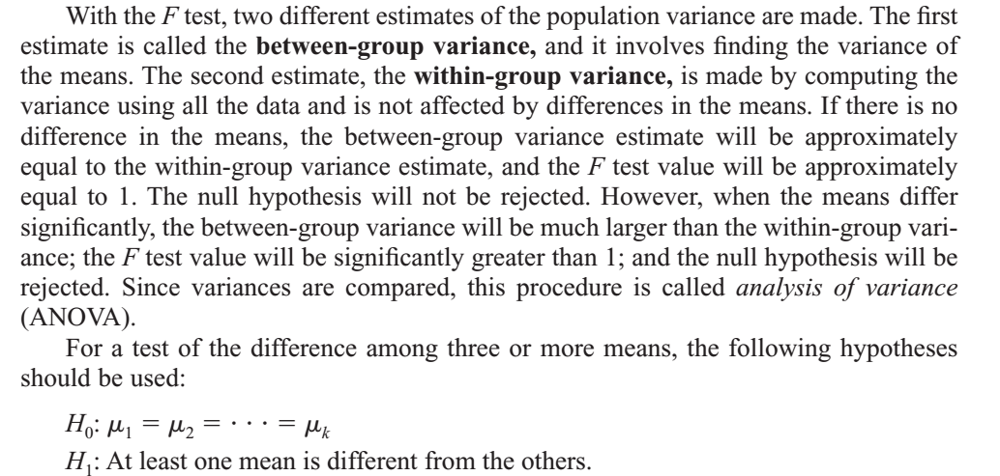 With the F test, two different estimates of the population variance are made. The first
estimate is called the between-group variance, and it involves finding the variance of
the means. The second estimate, the within-group variance, is made by computing the
variance using all the data and is not affected by differences in the means. If there is no
difference in the means, the between-group variance estimate will be approximately
equal to the within-group variance estimate, and the F test value will be approximately
equal to 1. The null hypothesis will not be rejected. However, when the means differ
significantly, the between-group variance will be much larger than the within-group vari-
ance; the F test value will be significantly greater than 1; and the null hypothesis will be
rejected. Since variances are compared, this procedure is called analysis of variance
(ANOVA).
For a test of the difference among three or more means, the following hypotheses
should be used:
H₀: μ₁ = μ₂ = · · · = μₖ
H₁: At least one mean is different from the others.